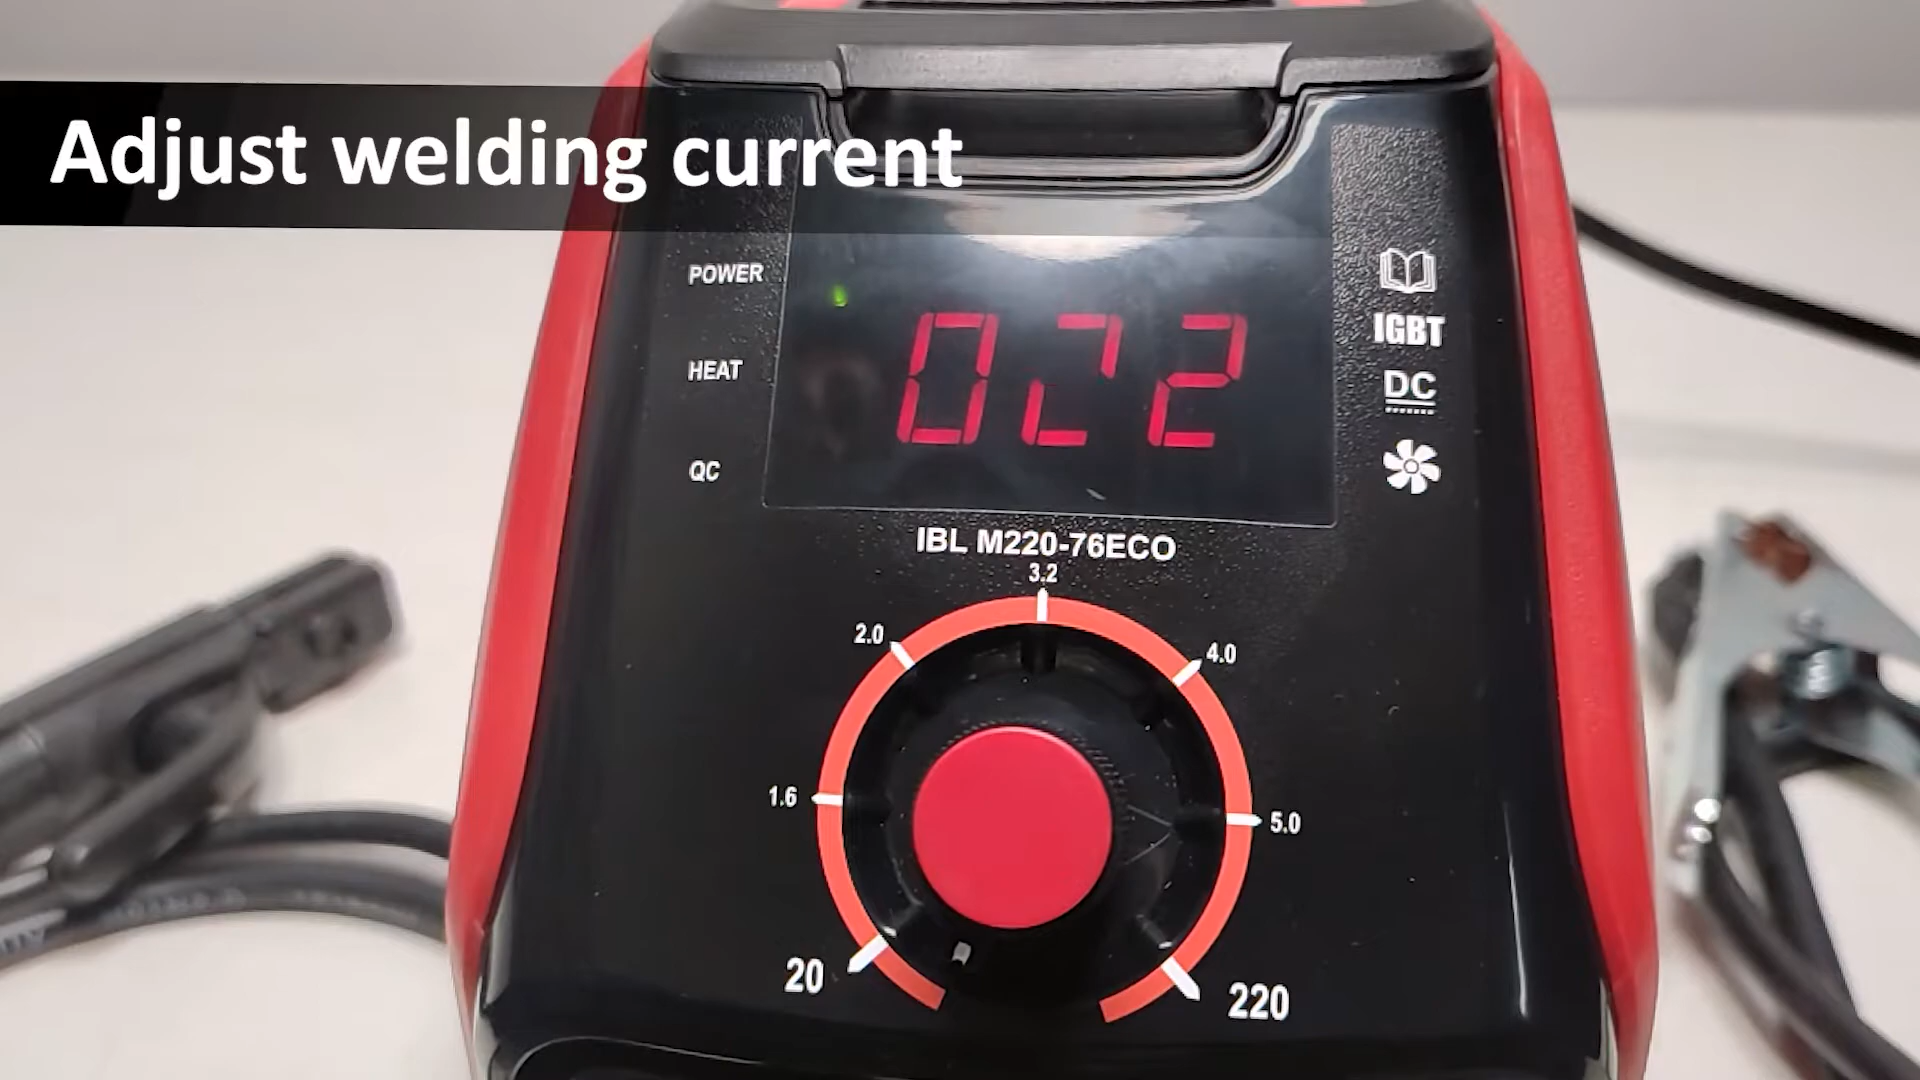 Adjust welding current
POWER
HEAT
QC
022
IGBT
DC
IBL M220-76ECO
3.2
2.0
4.0
1.6
5.0
20
220